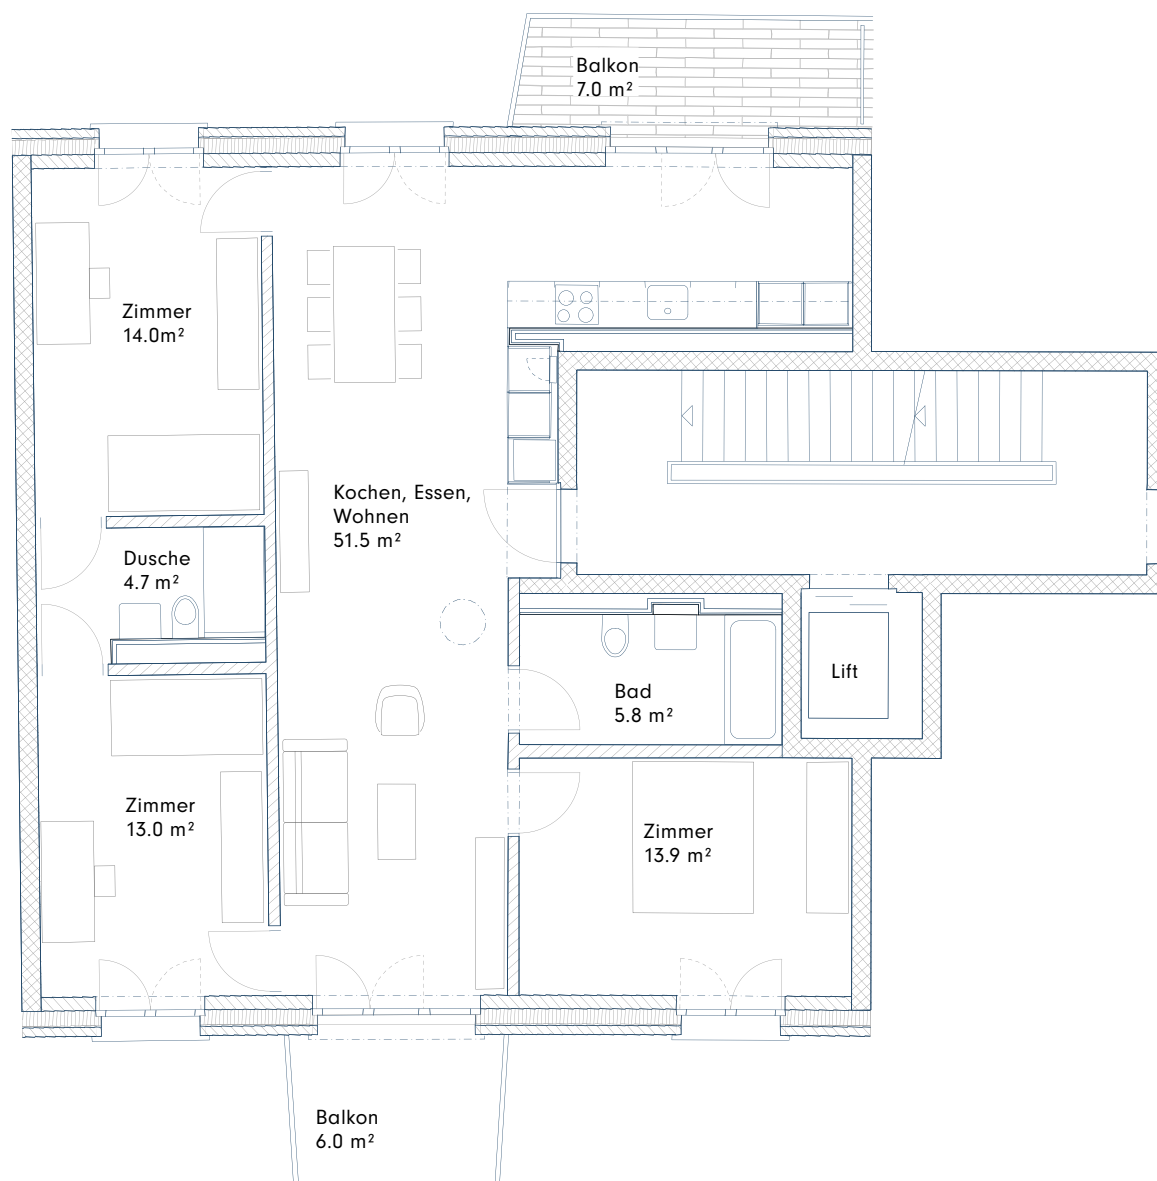 Balkon
7.0 m²
Zimmer
14.0m²
Kochen, Essen,
Wohnen
51.5 m²
Dusche
4.7 m²
Lift
Bad
5.8 m²
Zimmer
13.0 m²
Zimmer
13.9 m²
Balkon
6.0 m²